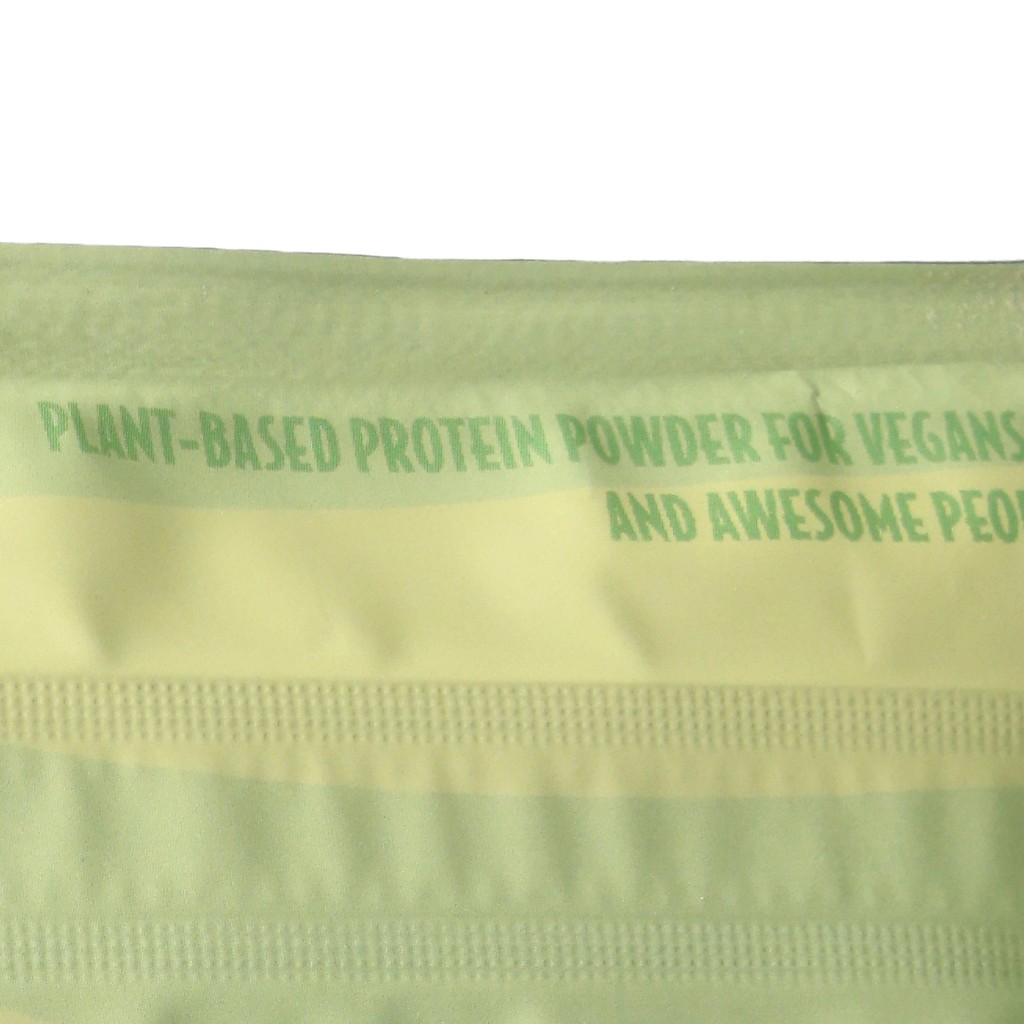 PLANT-BASED PROTEIN POWDER FOR VEGANS
AND AWESOME